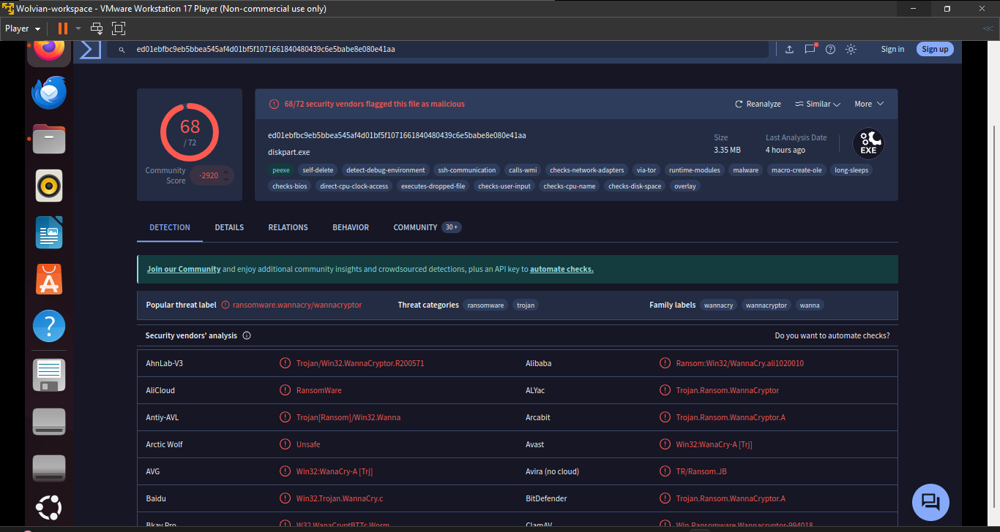 Wolvian-workspace - VMware Workstation 17 Player (Non-commercial use only)
Player
ed01ebfbc9eb5bbea545af4d01bf5f1071661840480439c6e5babe8e080e41aa
Sign in
Sign up
68
/ 72
Community
Score
-2920
68/72 security vendors flagged this file as malicious
Reanalyze
Similar
More
ed01ebfbc9eb5bbea545af4d01bf5f1071661840480439c6e5babe8e080e41aa
diskpart.exe
Size
3.35 MB
Last Analysis Date
4 hours ago
EXE
peexe self-delete detect-debug-environment ssh-communication calls-wmi checks-network-adapters via-tor runtime-modules malware macro-create-ole long-sleeps
checks-bios direct-cpu-clock-access executes-dropped-file checks-user-input checks-cpu-name checks-disk-space overlay
DETECTION DETAILS RELATIONS BEHAVIOR COMMUNITY 30 +
Join our Community and enjoy additional community insights and crowdsourced detections, plus an API key to automate checks.
Popular threat label ransomware.wannacry/wannacryptor Threat categories ransomware trojan Family labels wannacry wannacryptor wanna
Security vendors' analysis Do you want to automate checks?
AhnLab-V3 Trojan/Win32.WannaCryptor.R200571 Alibaba Ransom:Win32/WannaCry.ali1020010
AliCloud RansomWare ALYac Trojan.Ransom.WannaCryptor
Antiy-AVL Trojan[Ransom]/Win32.Wanna Arcabit Trojan.Ransom.WannaCryptor.A
Arctic Wolf Unsafe Avast Win32:WanaCry-A [Trj]
AVG Win32:WanaCry-A [Trj] Avira (no cloud) TR/Ransom.JB
Baidu Win32.Trojan.WannaCry.c BitDefender Trojan.Ransom.WannaCryptor.A
Bkav Pro W32.WanaCryptBTTc.Worm ClamAV Win.Ransomware.Wannacryptor-994018